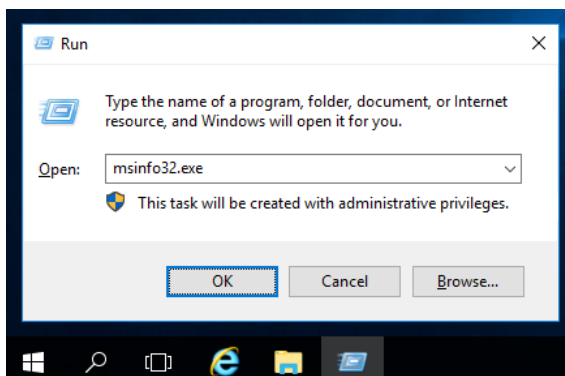 Run
Type the name of a program, folder, document, or Internet
resource, and Windows will open it for you.
Open:
msinfo32.exe
This task will be created with administrative privileges.
OK
Cancel
Browse...